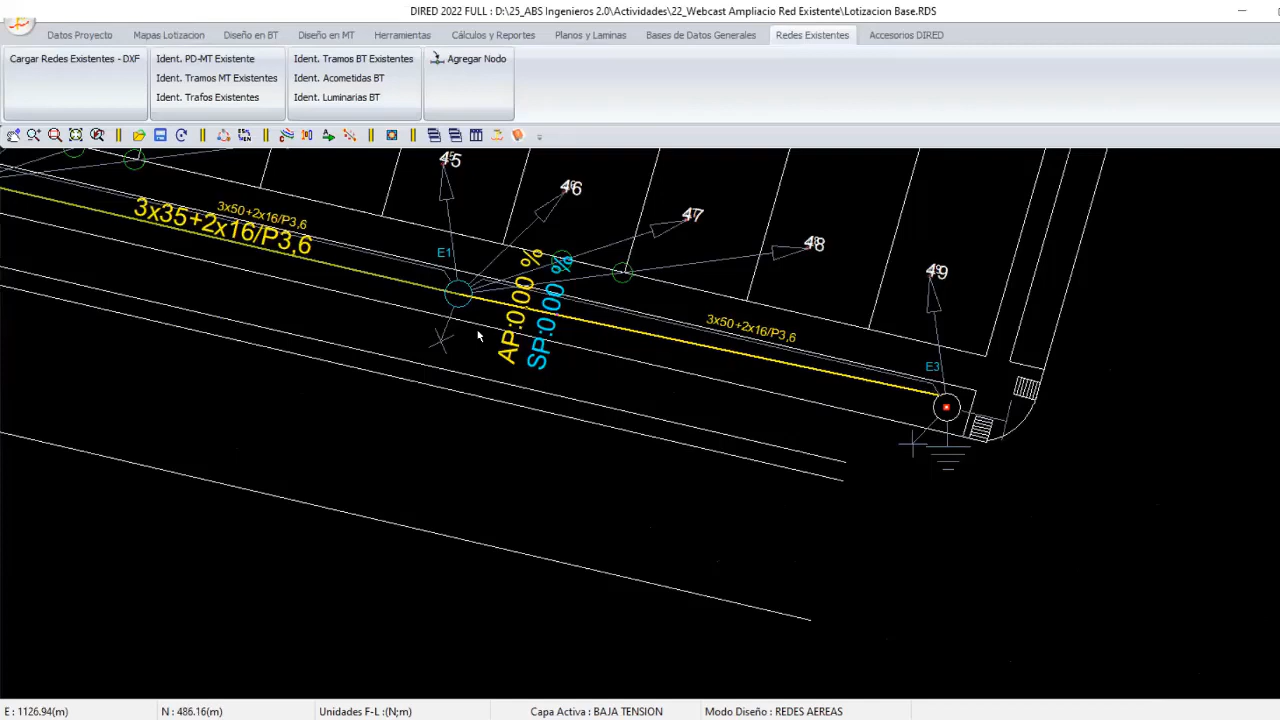 DIRED 2022 FULL : D:\25_ABS Ingenieros 2.0\Actividades\22_Webcast Ampliacio Red Existente\Lotizacion Base.RDS
Datos Proyecto
Mapas Lotizacion
Diseño en BT
Diseño en MT
Herramientas
Cálculos y Reportes
Planos y Laminas
Bases de Datos Generales
Redes Existentes
Accesorios DIRED
Cargar Redes Existentes - DXF
Ident. PD-MT Existente
Ident. Tramos BT Existentes
Agregar Nodo
Ident. Tramos MT Existentes
Ident. Acometidas BT
Ident. Trafos Existentes
Ident. Luminarias BT
45
46
47
48
49
3x50+2x16/P3,6
3x35+2x16/P3,6
E1
AP:0.00 %
SP:0.00 %
3x50+2x16/P3,6
E3
E : 1126.94(m)
N : 486.16(m)
Unidades F-L :(N;m)
Capa Activa : BAJA TENSION
Modo Diseño : REDES AEREAS